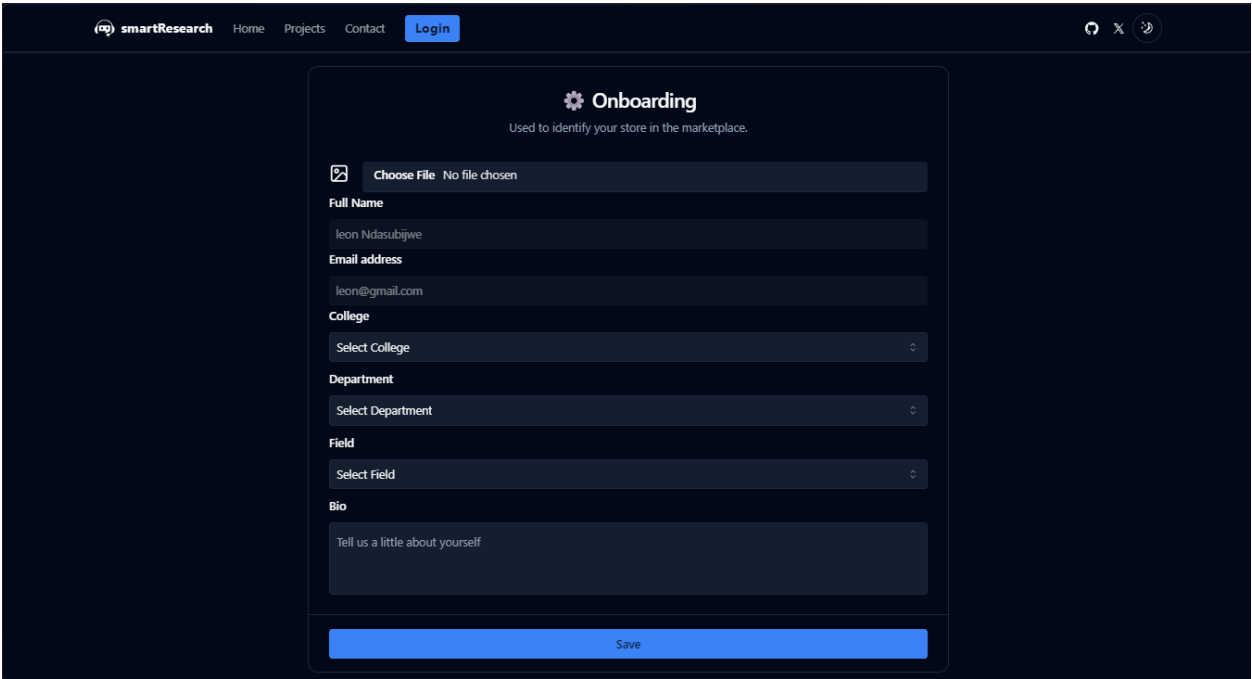 smartResearch Home Projects Contact Login
Onboarding
Used to identify your store in the marketplace.
Choose File No file chosen
Full Name
leon Ndasubijwe
Email address
leon@gmail.com
College
Select College
Department
Select Department
Field
Select Field
Bio
Tell us a little about yourself
Save